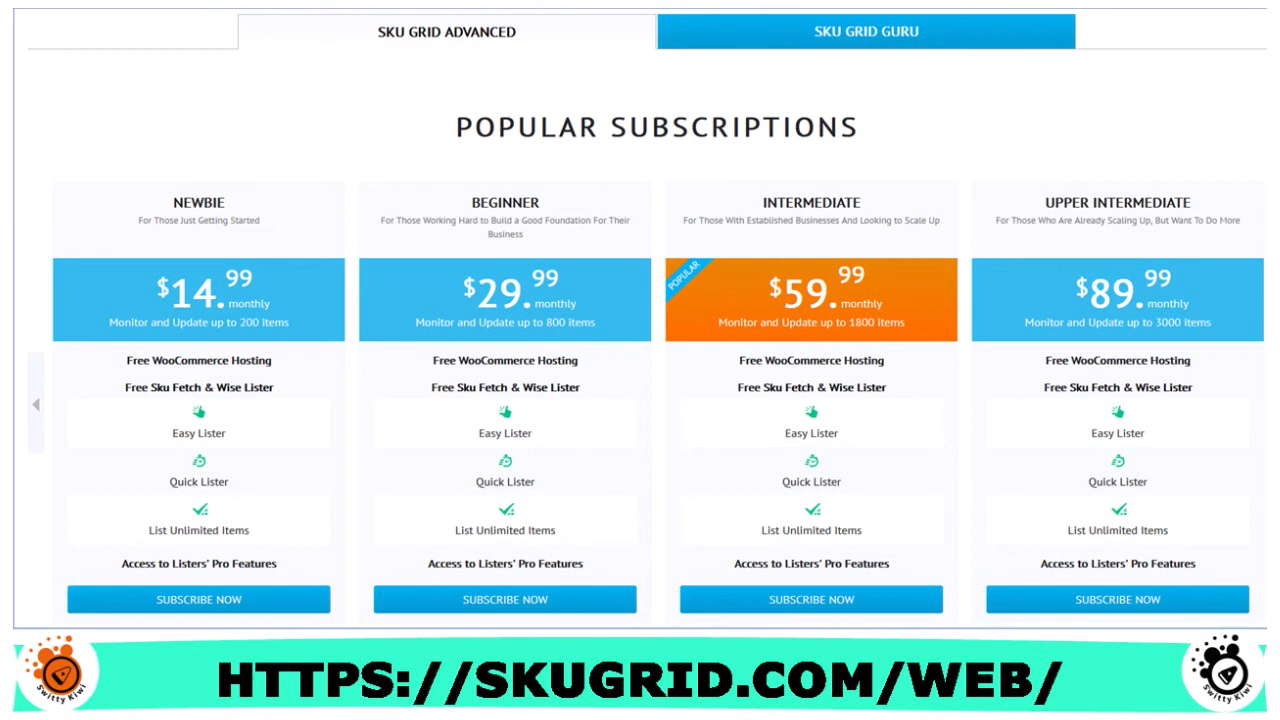 SKU GRID ADVANCED
SKU GRID GURU
POPULAR SUBSCRIPTIONS
NEWBIE
For Those Just Getting Started
$14.99 monthly
Monitor and Update up to 200 Items
Free WooCommerce Hosting
Free Sku Fetch & Wise Lister
Easy Lister
Quick Lister
List Unlimited Items
Access to Listers' Pro Features
SUBSCRIBE NOW
BEGINNER
For Those Working Hard to Build a Good Foundation For Their
Business
$29.99 monthly
Monitor and Update up to 800 Items
Free WooCommerce Hosting
Free Sku Fetch & Wise Lister
Easy Lister
Quick Lister
List Unlimited Items
Access to Listers' Pro Features
SUBSCRIBE NOW
INTERMEDIATE
For Those With Established Businesses And Looking to Scale Up
POPULAR
$59.99 monthly
Monitor and Update up to 1800 Items
Free WooCommerce Hosting
Free Sku Fetch & Wise Lister
Easy Lister
Quick Lister
List Unlimited Items
Access to Listers' Pro Features
SUBSCRIBE NOW
UPPER INTERMEDIATE
For Those Who Are Already Scaling Up, But Want To Do More
$89.99 monthly
Monitor and Update up to 3000 Items
Free WooCommerce Hosting
Free Sku Fetch & Wise Lister
Easy Lister
Quick Lister
List Unlimited Items
Access to Listers' Pro Features
SUBSCRIBE NOW
Switty Kiwi
HTTPS://SKUGRID.COM/WEB/
Switty Kiwi